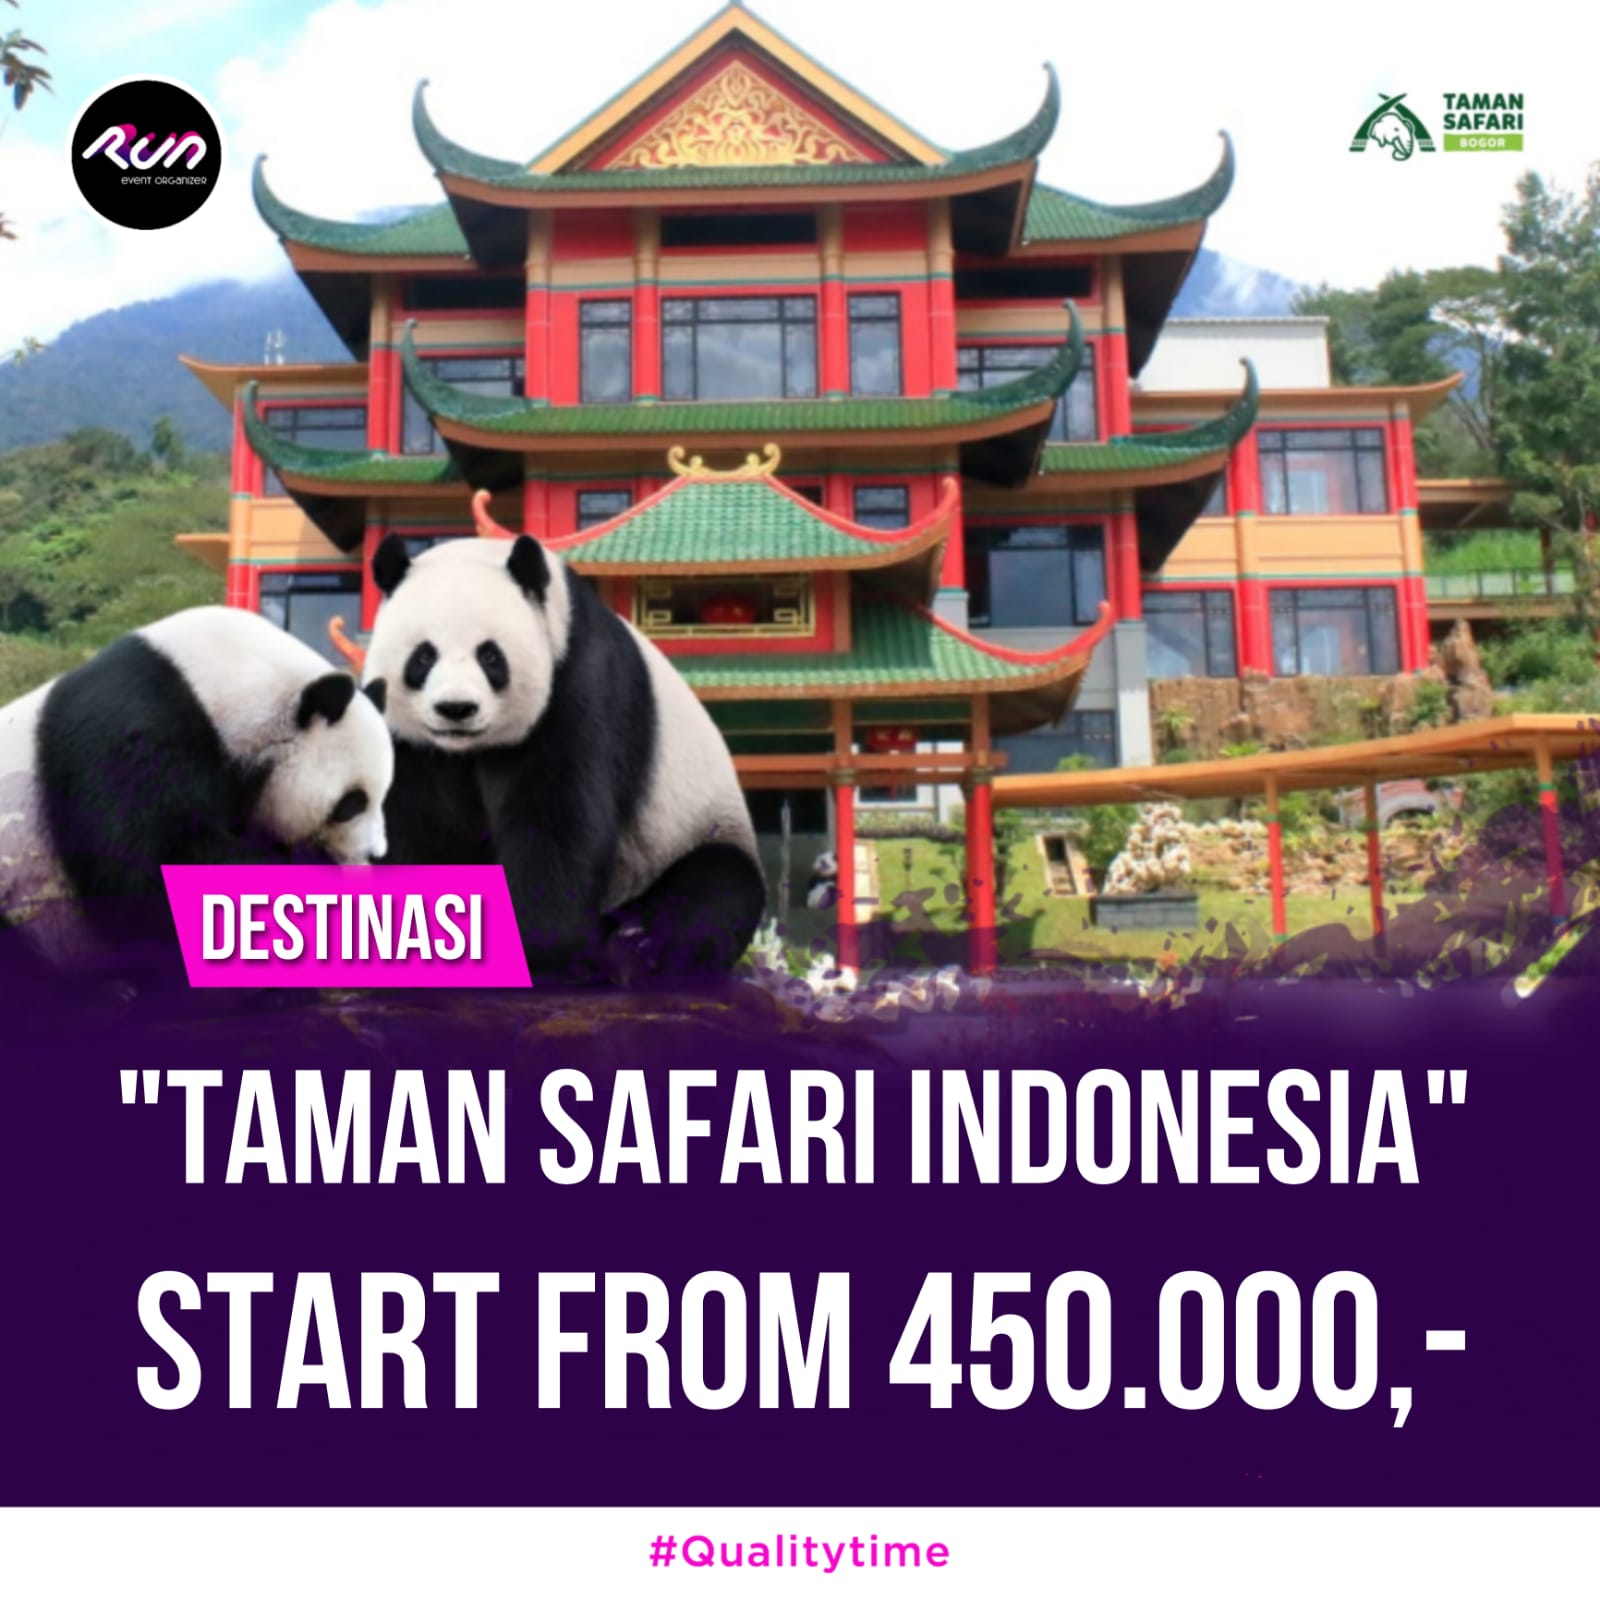 Run
EVENT ORGANIZER
TAMAN
SAFARI
BOGOR
DESTINASI
"TAMAN SAFARI INDONESIA"
START FROM 450.000,-
#Qualitytime